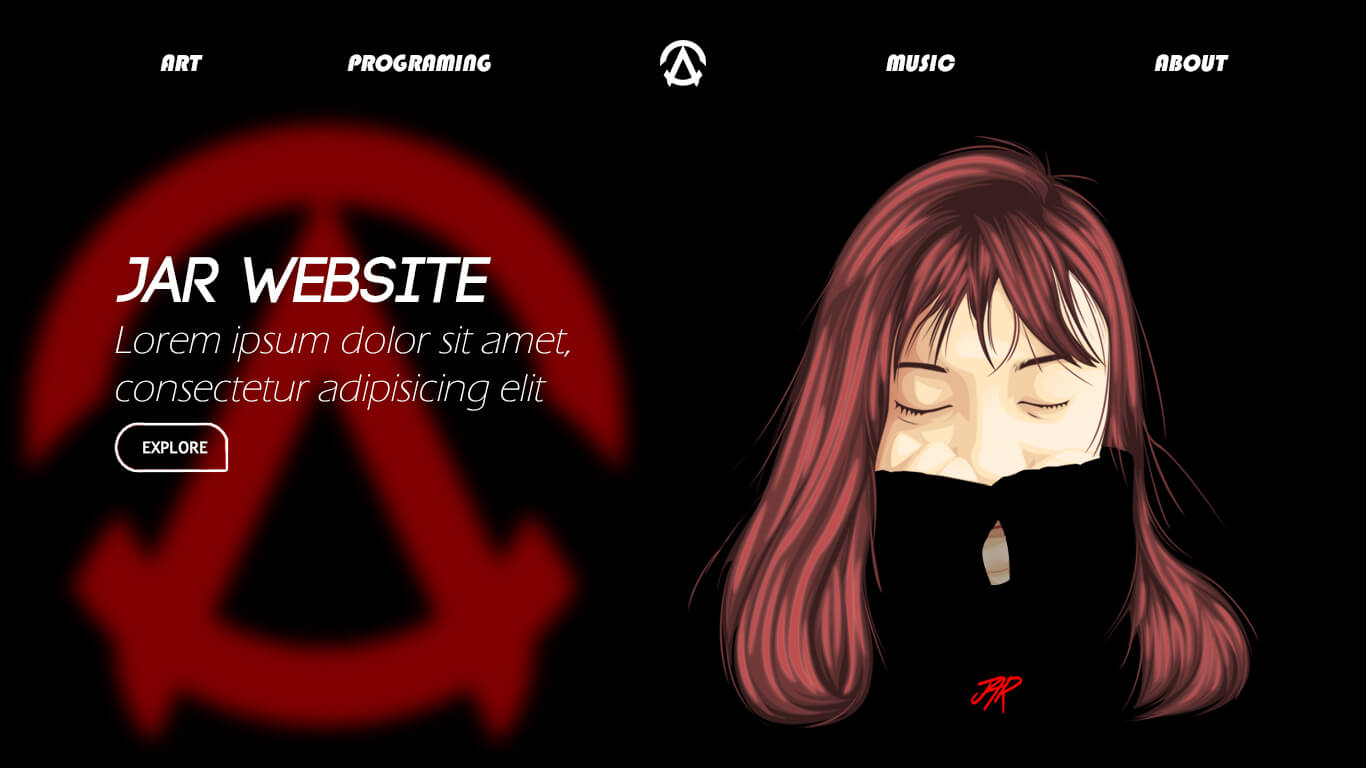 ART
PROGRAMING
MUSIC
ABOUT
JAR WEBSITE
Lorem ipsum dolor sit amet,
consectetur adipisicing elit
EXPLORE
JAR